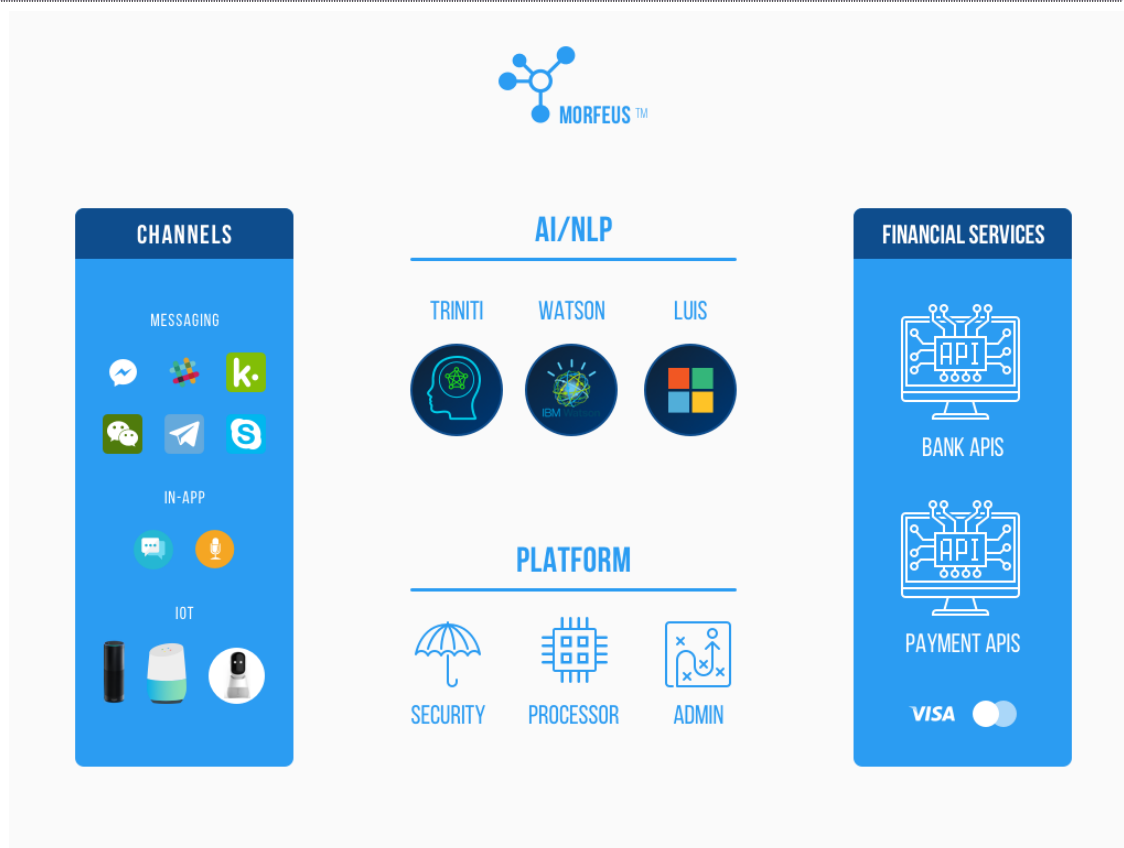 MORFEUS TM
CHANNELS
MESSAGING
k.
S
IN-APP
IOT
AI/NLP
TRINITI WATSON LUIS
IBM Watson
PLATFORM
SECURITY PROCESSOR ADMIN
FINANCIAL SERVICES
API
BANK APIS
API
PAYMENT APIS
VISA